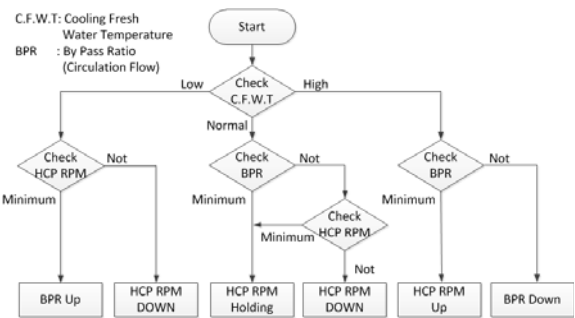 C.F.W.T: Cooling Fresh
Water Temperature
BPR : By Pass Ratio
(Circulation Flow)
Start
Low
Check
C.F.W.T
High
Normal
Check
HCP RPM
Not
Check
BPR
Not
Check
BPR
Not
Minimum
Minimum
Minimum
Check
HCP RPM
Minimum
Not
BPR Up
HCP RPM
DOWN
HCP RPM
Holding
HCP RPM
DOWN
HCP RPM
Up
BPR Down